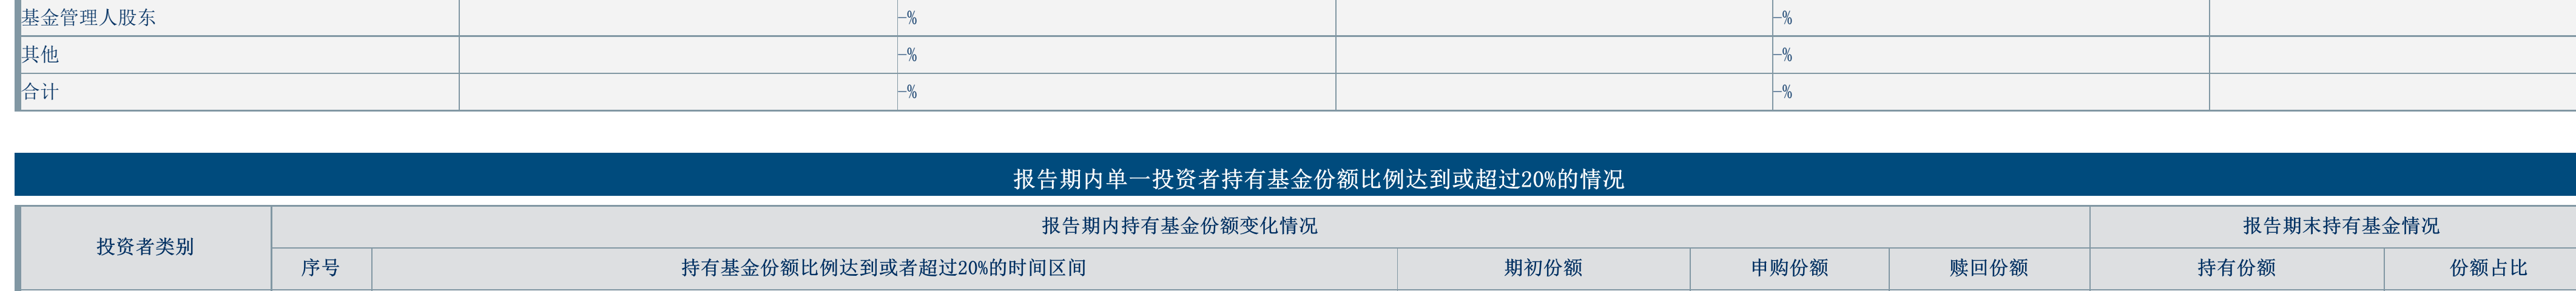 基金管理人股东 -% -%
其他 -% -%
合计 -% -%
报告期内单一投资者持有基金份额比例达到或超过20%的情况
投资者类别 报告期内持有基金份额变化情况 报告期末持有基金情况
序号 持有基金份额比例达到或者超过20%的时间区间 期初份额 申购份额 赎回份额 持有份额 份额占比